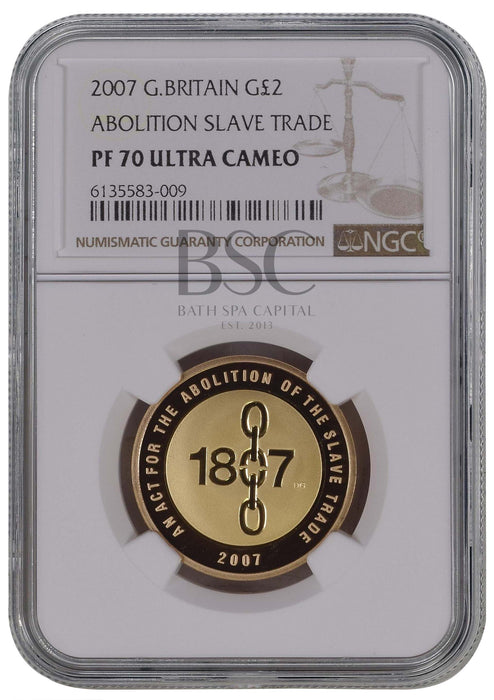 2007 G.BRITAIN G£2
ABOLITION SLAVE TRADE
PF 70 ULTRA CAMEO
6135583-009
NUMISMATIC GUARANTY CORPORATION
NGC
BSC
BATH SPA CAPITAL
EST. 2013
AN ACT FOR THE ABOLITION OF THE SLAVE TRADE
1807
DG
2007